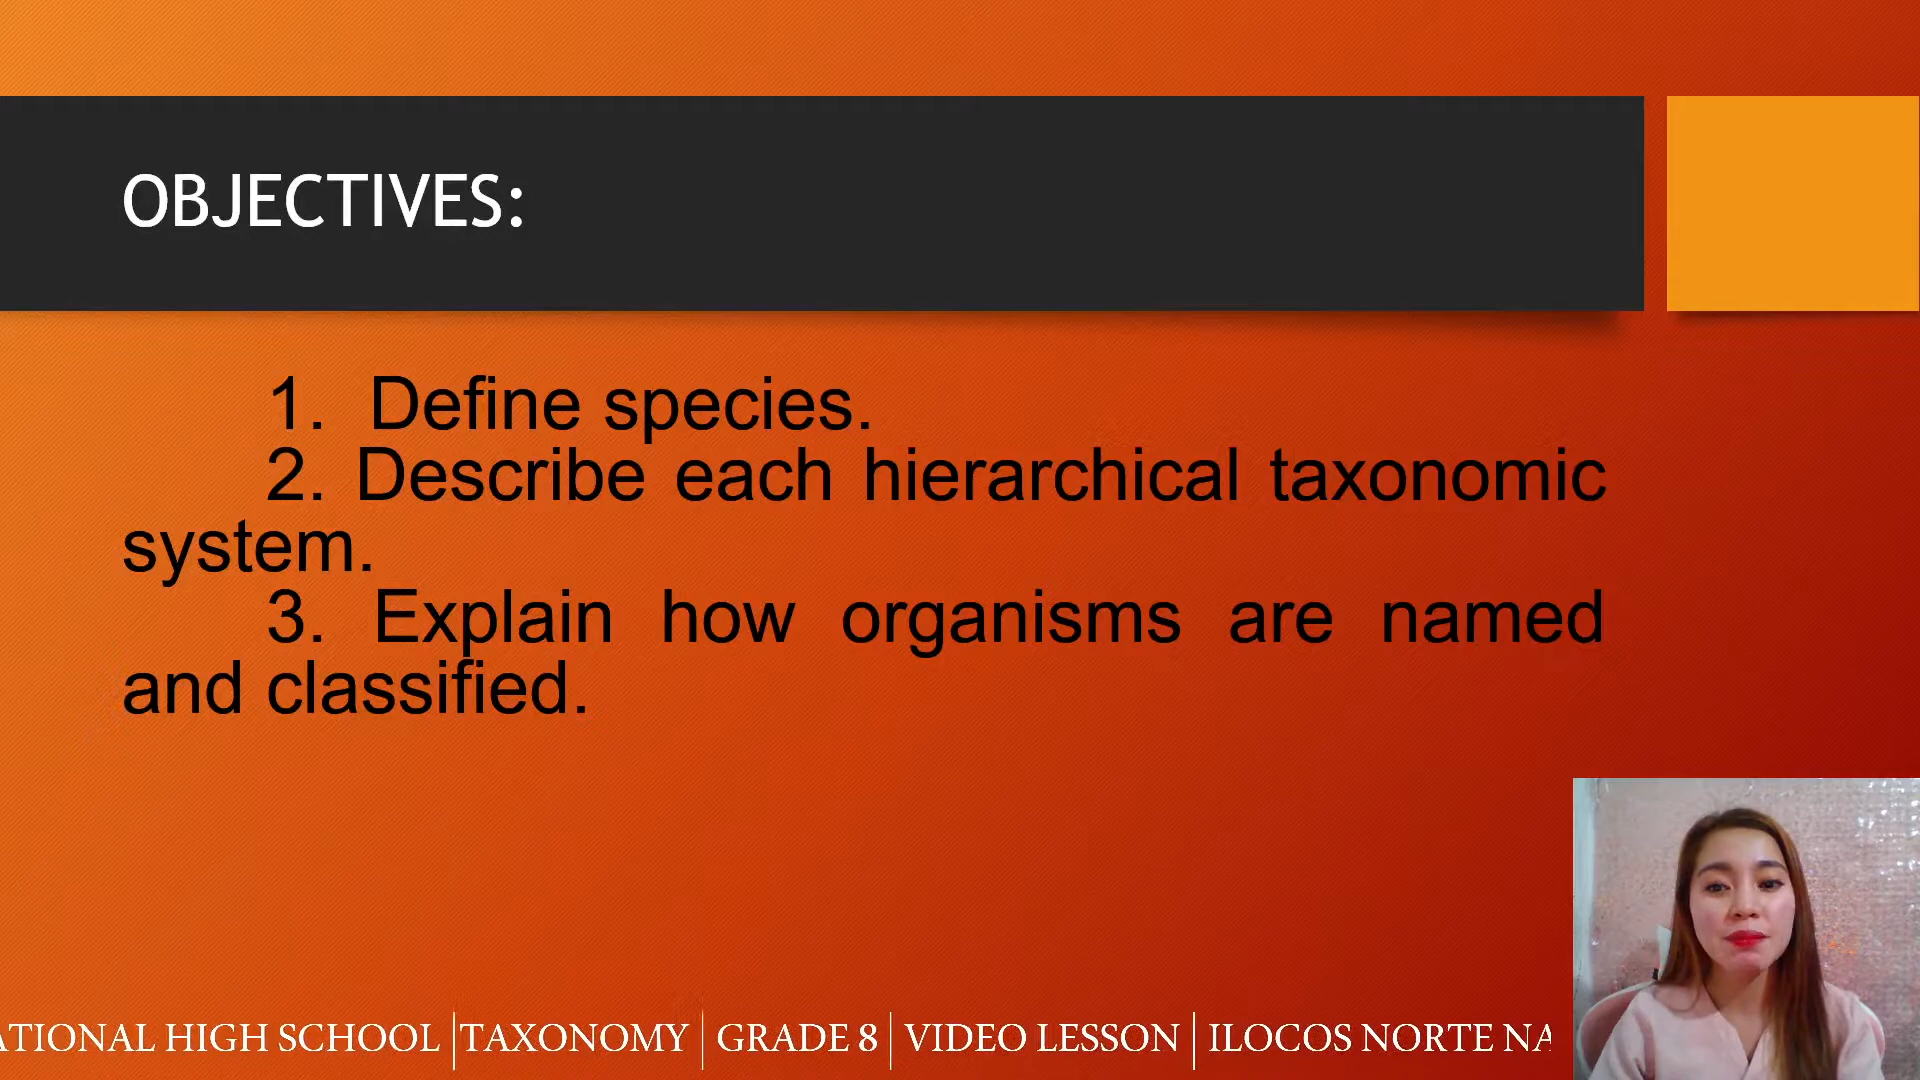 OBJECTIVES:
1. Define species.
2. Describe each hierarchical taxonomic
system.
3. Explain how organisms are named
and classified.
ATIONAL HIGH SCHOOL |TAXONOMY | GRADE 8 | VIDEO LESSON | ILOCOS NORTE NA